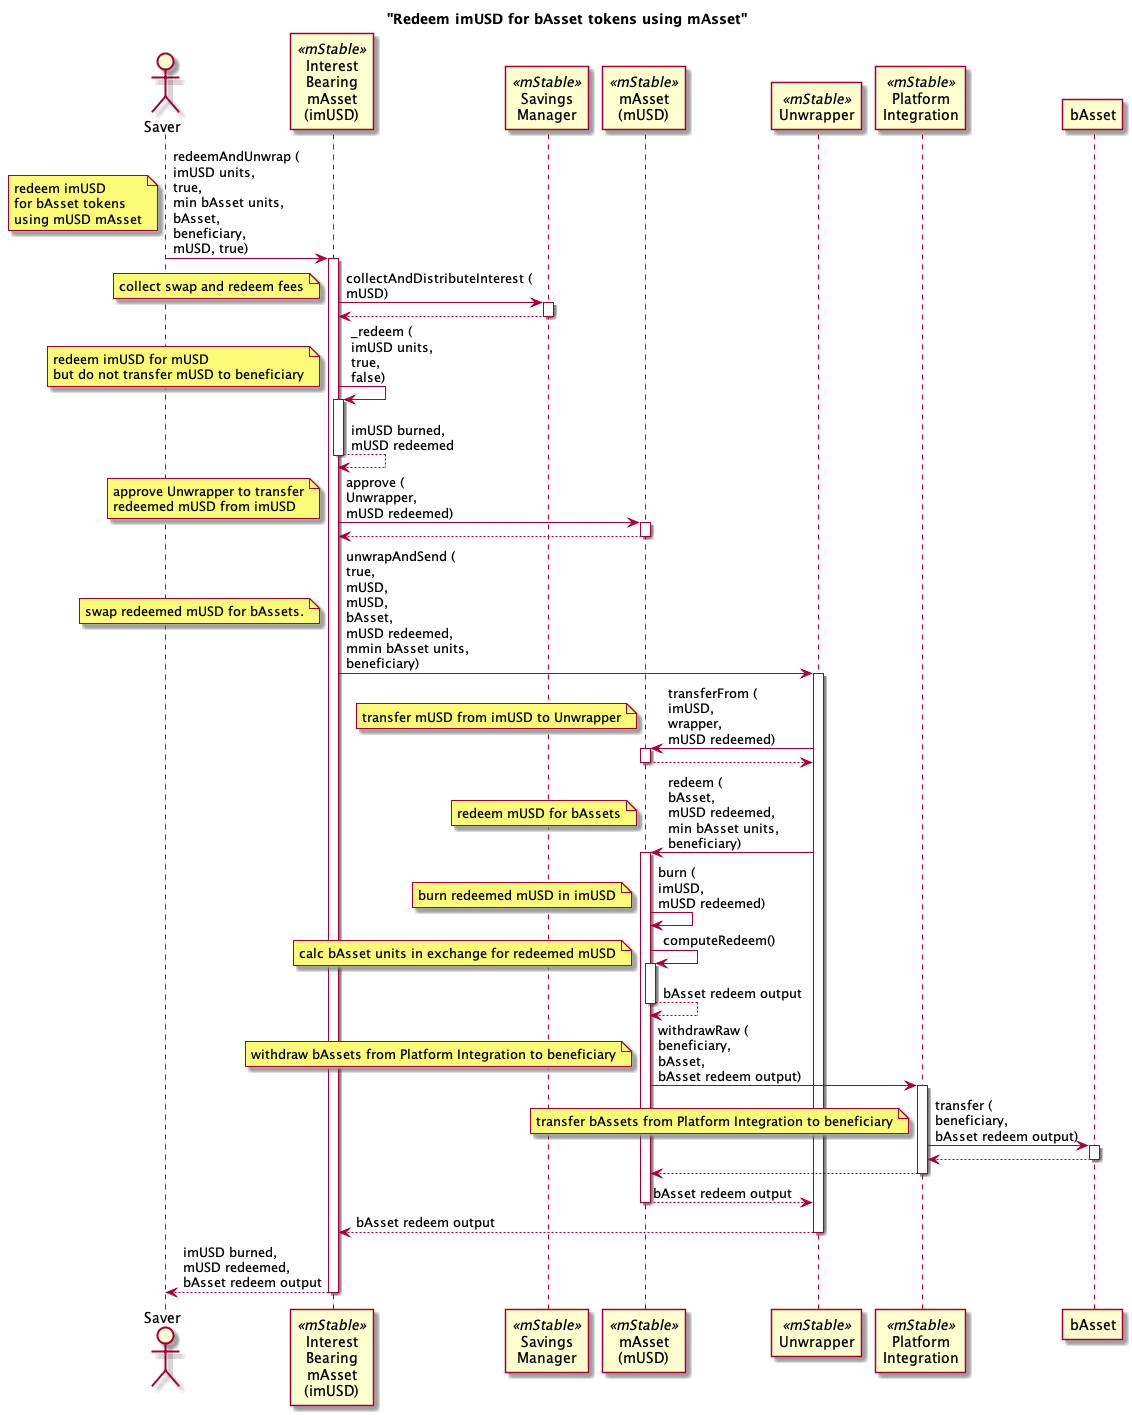 "Redeem imUSD for bAsset tokens using mAsset"
Saver
«mStable»
Interest
Bearing
mAsset
(imUSD)
«mStable»
Savings
Manager
«mStable»
mAsset
(mUSD)
«mStable»
Unwrapper
«mStable»
Platform
Integration
bAsset
redeem imUSD
for bAsset tokens
using mUSD mAsset
redeemAndUnwrap (
imUSD units,
true,
min bAsset units,
bAsset,
beneficiary,
mUSD, true)
collect swap and redeem fees
collectAndDistributeInterest (
mUSD)
redeem imUSD for mUSD
but do not transfer mUSD to beneficiary
_redeem (
imUSD units,
true,
false)
imUSD burned,
mUSD redeemed
approve Unwrapper to transfer
redeemed mUSD from imUSD
approve (
Unwrapper,
mUSD redeemed)
swap redeemed mUSD for bAssets.
unwrapAndSend (
true,
mUSD,
mUSD,
bAsset,
mUSD redeemed,
mmin bAsset units,
beneficiary)
transfer mUSD from imUSD to Unwrapper
transferFrom (
imUSD,
wrapper,
mUSD redeemed)
redeem mUSD for bAssets
redeem (
bAsset,
mUSD redeemed,
min bAsset units,
beneficiary)
burn redeemed mUSD in imUSD
burn (
imUSD,
mUSD redeemed)
calc bAsset units in exchange for redeemed mUSD
computeRedeem()
bAsset redeem output
withdraw bAssets from Platform Integration to beneficiary
withdrawRaw (
beneficiary,
bAsset,
bAsset redeem output)
transfer bAssets from Platform Integration to beneficiary
transfer (
beneficiary,
bAsset redeem output)
bAsset redeem output
bAsset redeem output
imUSD burned,
mUSD redeemed,
bAsset redeem output
Saver
«mStable»
Interest
Bearing
mAsset
(imUSD)
«mStable»
Savings
Manager
«mStable»
mAsset
(mUSD)
«mStable»
Unwrapper
«mStable»
Platform
Integration
bAsset